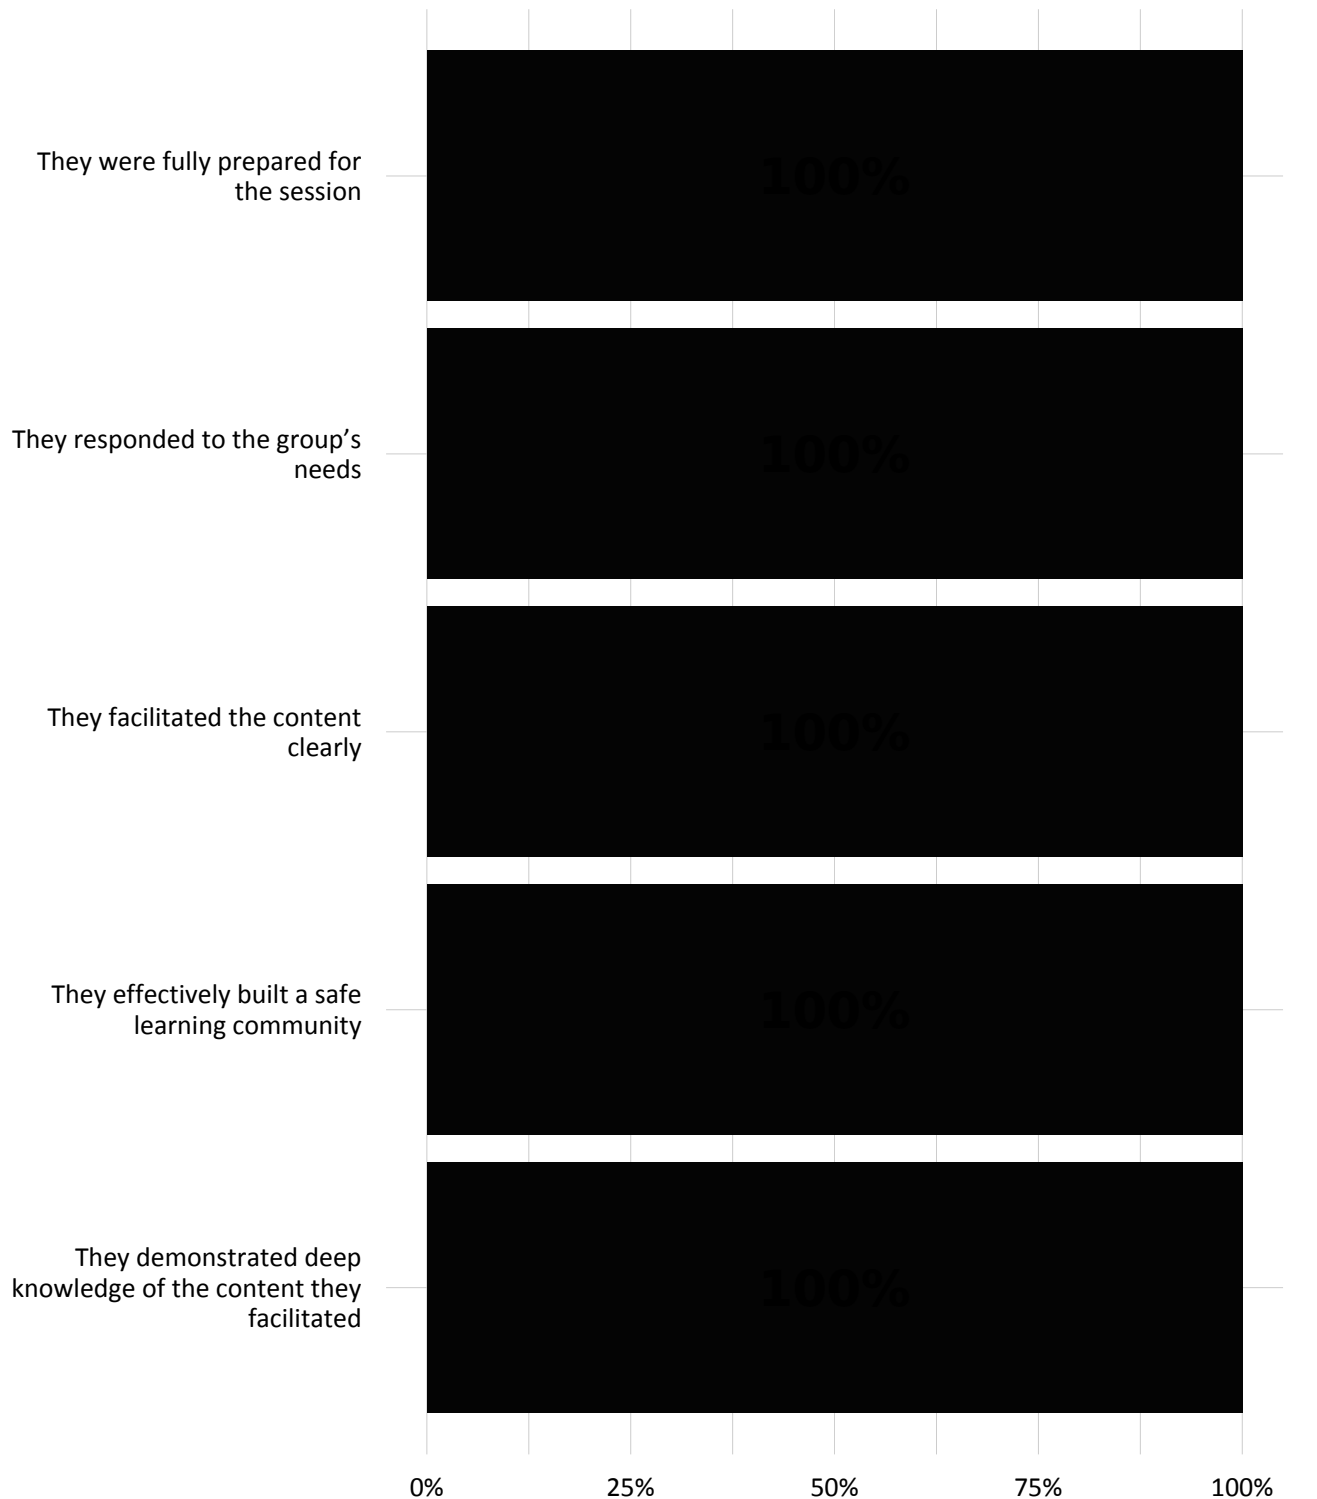 They were fully prepared for
the session
100%
They responded to the group’s
needs
100%
They facilitated the content
clearly
100%
They effectively built a safe
learning community
100%
They demonstrated deep
knowledge of the content they
facilitated
100%
0% 25% 50% 75% 100%